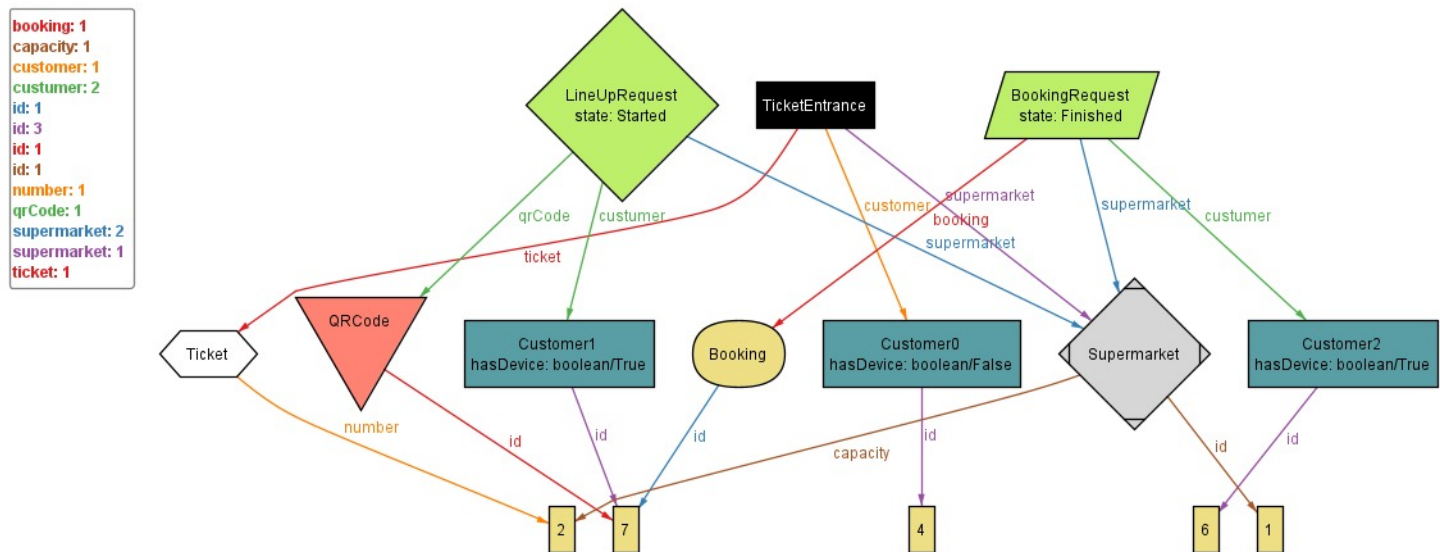 booking: 1
capacity: 1
customer: 1
custumer: 2
id: 1
id: 3
id: 1
id: 1
number: 1
qrCode: 1
supermarket: 2
supermarket: 1
ticket: 1
LineUpRequest
state: Started
TicketEntrance
BookingRequest
state: Finished
qrCode
custumer
customer
supermarket
booking
supermarket
supermarket
custumer
ticket
Ticket
QRCode
Customer1
hasDevice: boolean/True
Booking
Customer0
hasDevice: boolean/False
Supermarket
Customer2
hasDevice: boolean/True
number
id
id
id
id
capacity
id
id
2
7
4
6
1